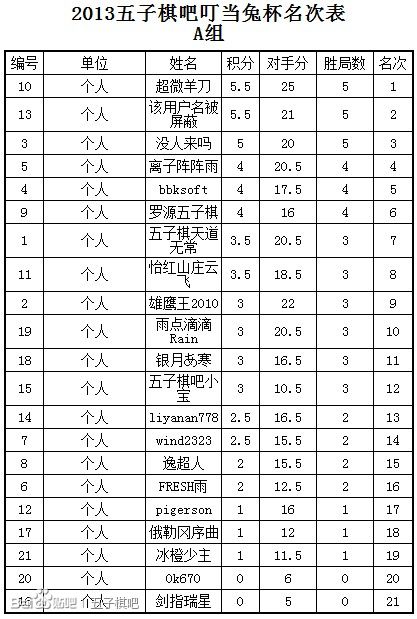 2013五子棋吧叮当兔杯名次表
A组
编号 单位 姓名 积分 对手分 胜局数 名次
10 个人 超微羊刀 5.5 25 5 1
13 个人 该用户名被屏蔽 5.5 21 5 2
3 个人 没人来吗 5 20 5 3
5 个人 离子阵阵雨 4 20.5 4 4
4 个人 bbksoft 4 17.5 4 5
9 个人 罗源五子棋 4 16 4 6
1 个人 五子棋天道无常 3.5 20.5 3 7
11 个人 怡红山庄云飞 3.5 18.5 3 8
2 个人 雄鹰王2010 3 22 3 9
19 个人 雨点滴滴Rain 3 20.5 3 10
18 个人 银月あ寒 3 16.5 3 11
15 个人 五子棋吧小宝 3 10.5 3 12
14 个人 liyanan778 2.5 16.5 2 13
7 个人 wind2323 2.5 15.5 2 14
8 个人 逸超人 2 15.5 2 15
6 个人 FRESH雨 2 12.5 2 16
12 个人 pigerson 1 16 1 17
17 个人 俄勒冈序曲 1 12 1 18
21 个人 冰橙少主 1 11.5 1 19
20 个人 0k670 0 6 0 20
16 个人 剑指瑞星 0 5 0 21
贴吧 五子棋吧